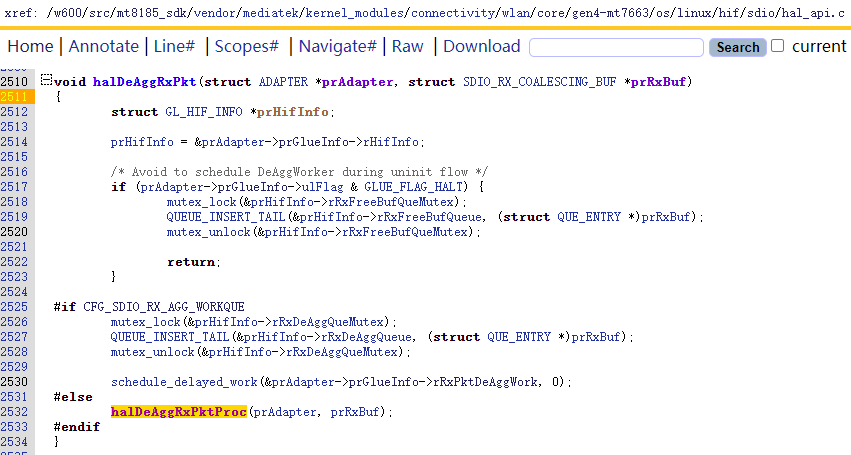 xref: /w600/src/mt8185_sdk/vendor/mediatek/kernel_modules/connectivity/wlan/core/gen4-mt7663/os/linux/hif/sdio/hal_api.c
Home | Annotate | Line# | Scopes# | Navigate# | Raw | Download Search current
2510 void halDeAggRxPkt(struct ADAPTER *prAdapter, struct SDIO_RX_COALESCING_BUF *prRxBuf)
2511 {
2512 struct GL_HIF_INFO *prHifInfo;
2513
2514 prHifInfo = &prAdapter->prGlueInfo->rHifInfo;
2515
2516 /* Avoid to schedule DeAggWorker during uninit flow */
2517 if (prAdapter->prGlueInfo->ulFlag & GLUE_FLAG_HALT) {
2518 mutex_lock(&prHifInfo->rRxFreeBufQueMutex);
2519 QUEUE_INSERT_TAIL(&prHifInfo->rRxFreeBufQueue, (struct QUE_ENTRY *)prRxBuf);
2520 mutex_unlock(&prHifInfo->rRxFreeBufQueMutex);
2521
2522 return;
2523 }
2524
2525 #if CFG_SDIO_RX_AGG_WORKQUE
2526 mutex_lock(&prHifInfo->rRxDeAggQueMutex);
2527 QUEUE_INSERT_TAIL(&prHifInfo->rRxDeAggQueue, (struct QUE_ENTRY *)prRxBuf);
2528 mutex_unlock(&prHifInfo->rRxDeAggQueMutex);
2529
2530 schedule_delayed_work(&prAdapter->prGlueInfo->rRxPktDeAggWork, 0);
2531 #else
2532 halDeAggRxPktProc(prAdapter, prRxBuf);
2533 #endif
2534 }